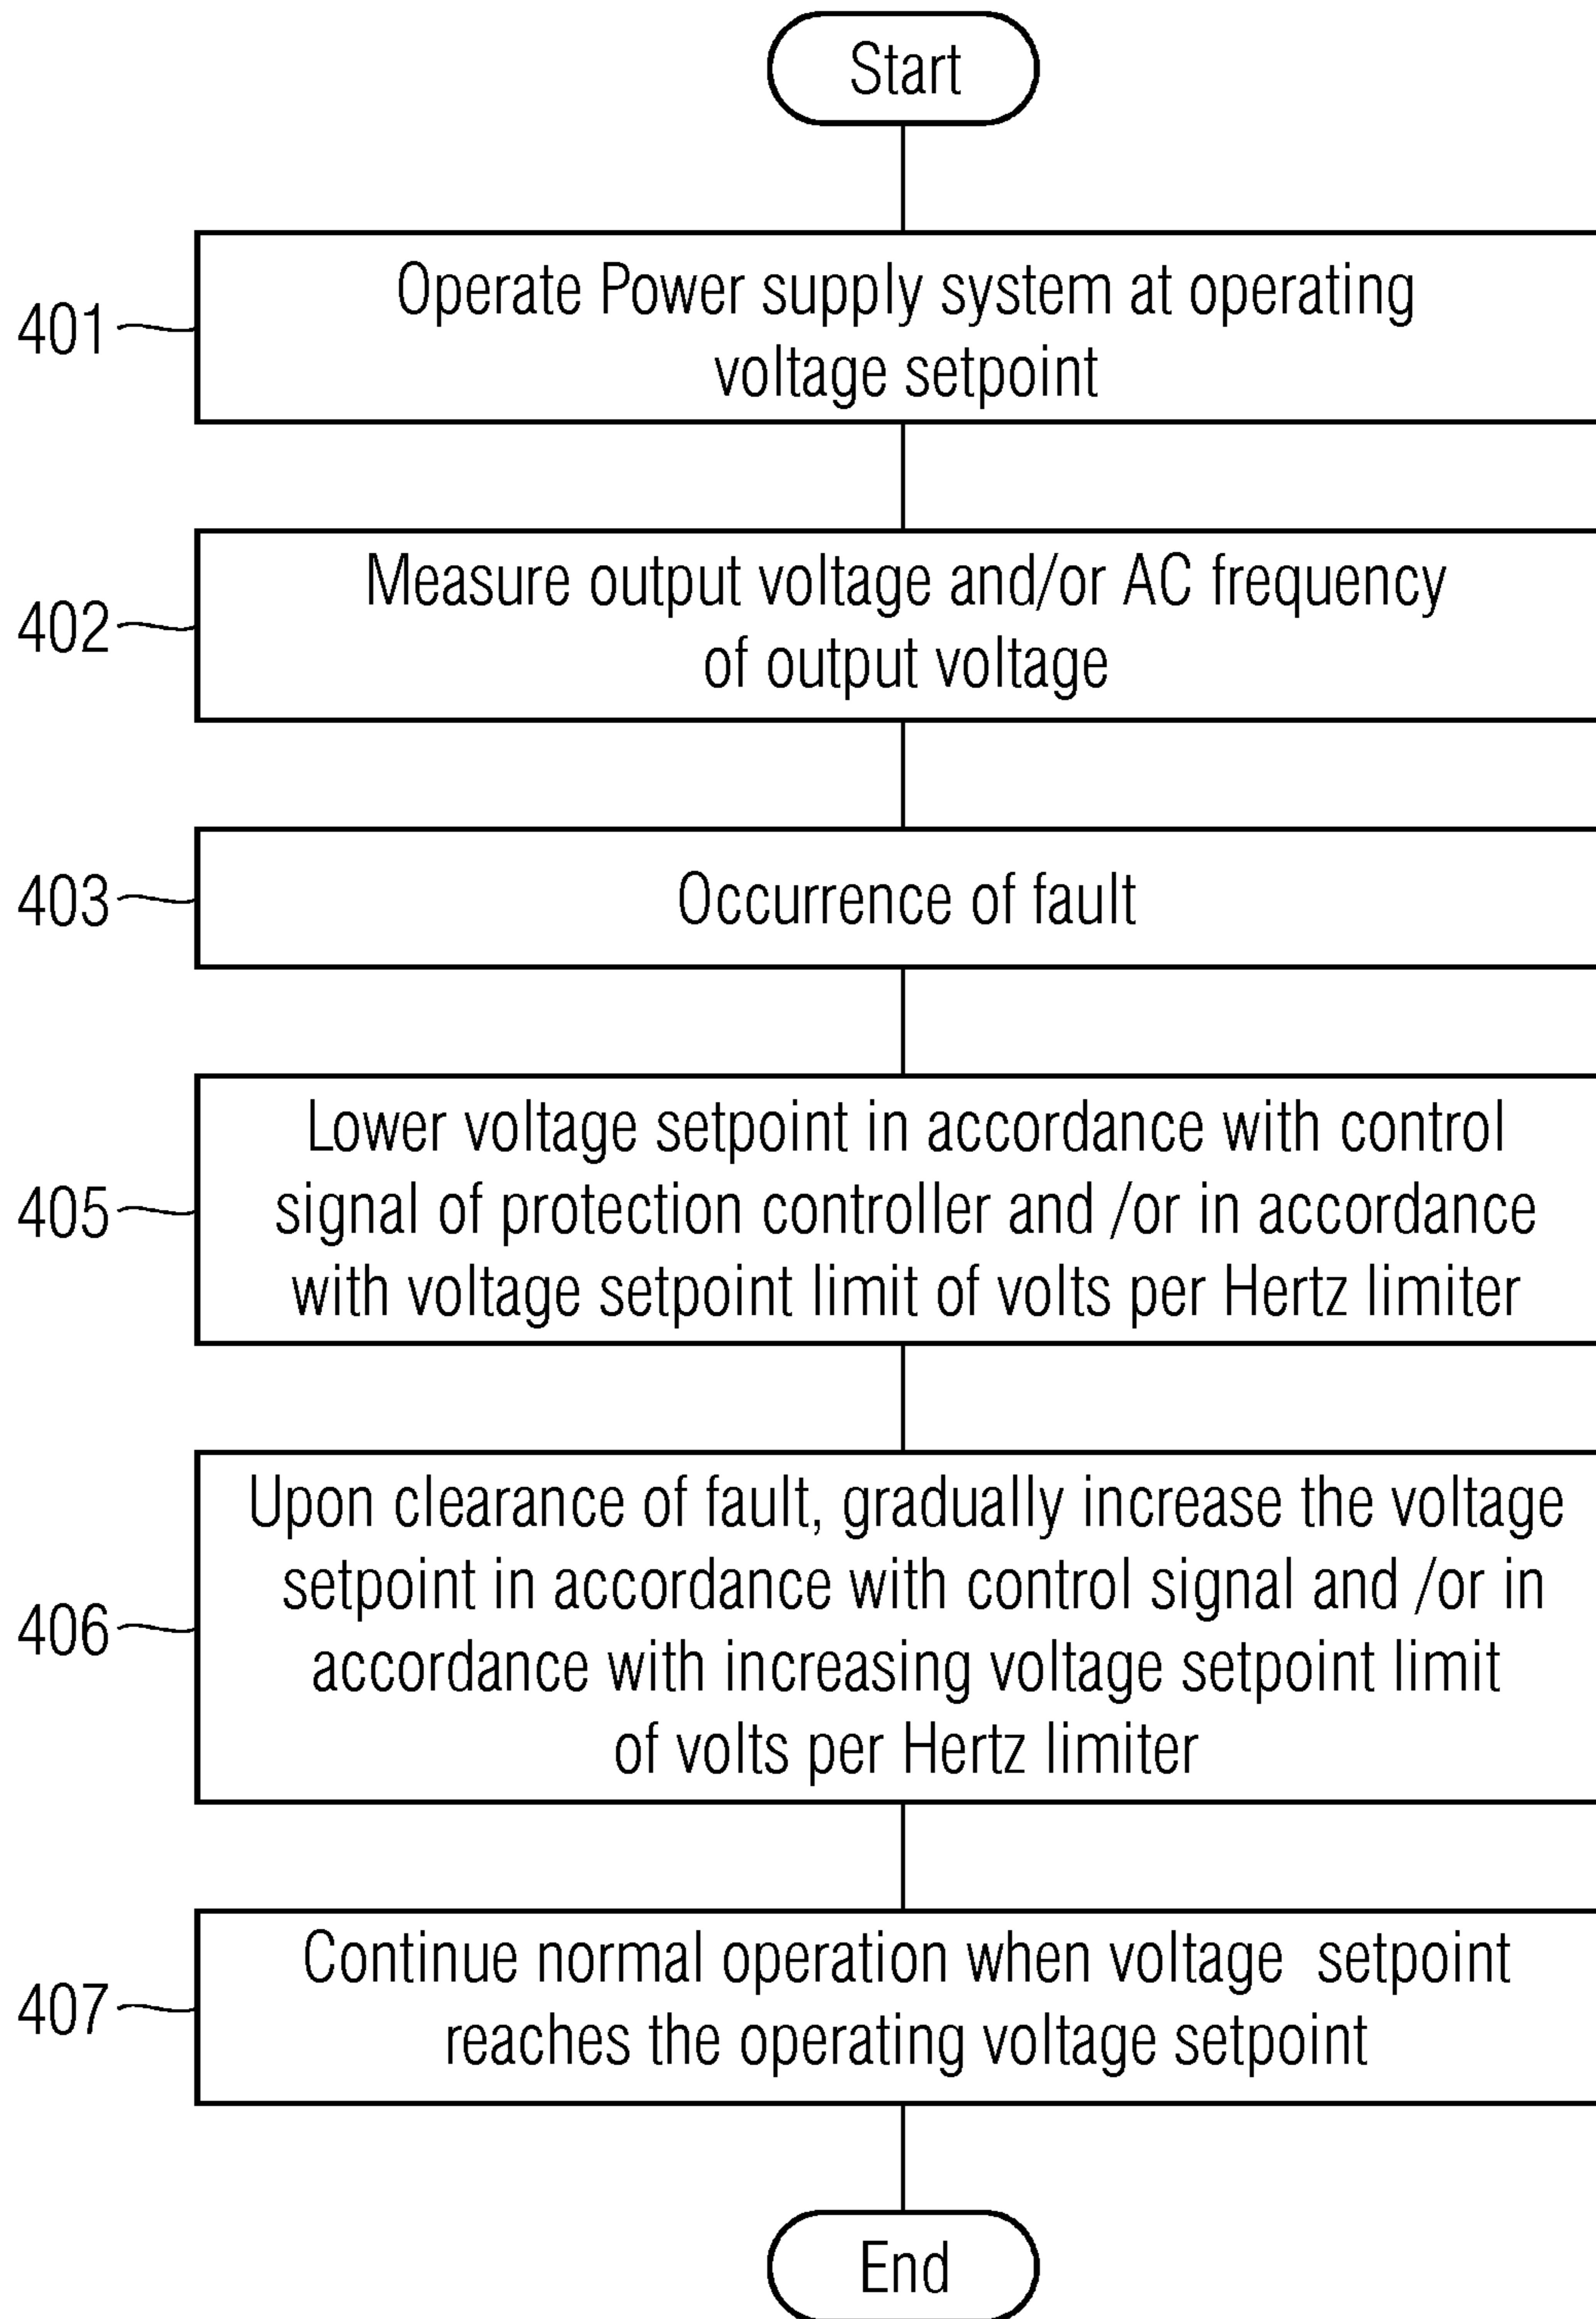 Start
401
Operate Power supply system at operating
voltage setpoint
402
Measure output voltage and/or AC frequency
of output voltage
403
Occurrence of fault
405
Lower voltage setpoint in accordance with control
signal of protection controller and /or in accordance
with voltage setpoint limit of volts per Hertz limiter
406
Upon clearance of fault, gradually increase the voltage
setpoint in accordance with control signal and /or in
accordance with increasing voltage setpoint limit
of volts per Hertz limiter
407
Continue normal operation when voltage setpoint
reaches the operating voltage setpoint
End